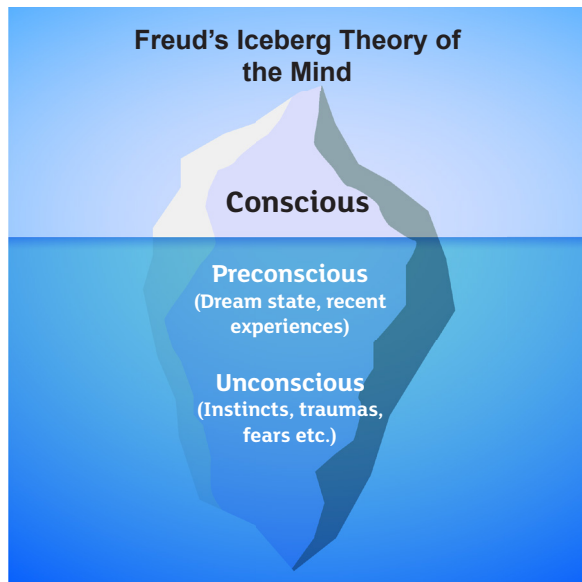 Freud's Iceberg Theory of
the Mind
Conscious
Preconscious
(Dream state, recent
experiences)
Unconscious
(Instincts, traumas,
fears etc.)